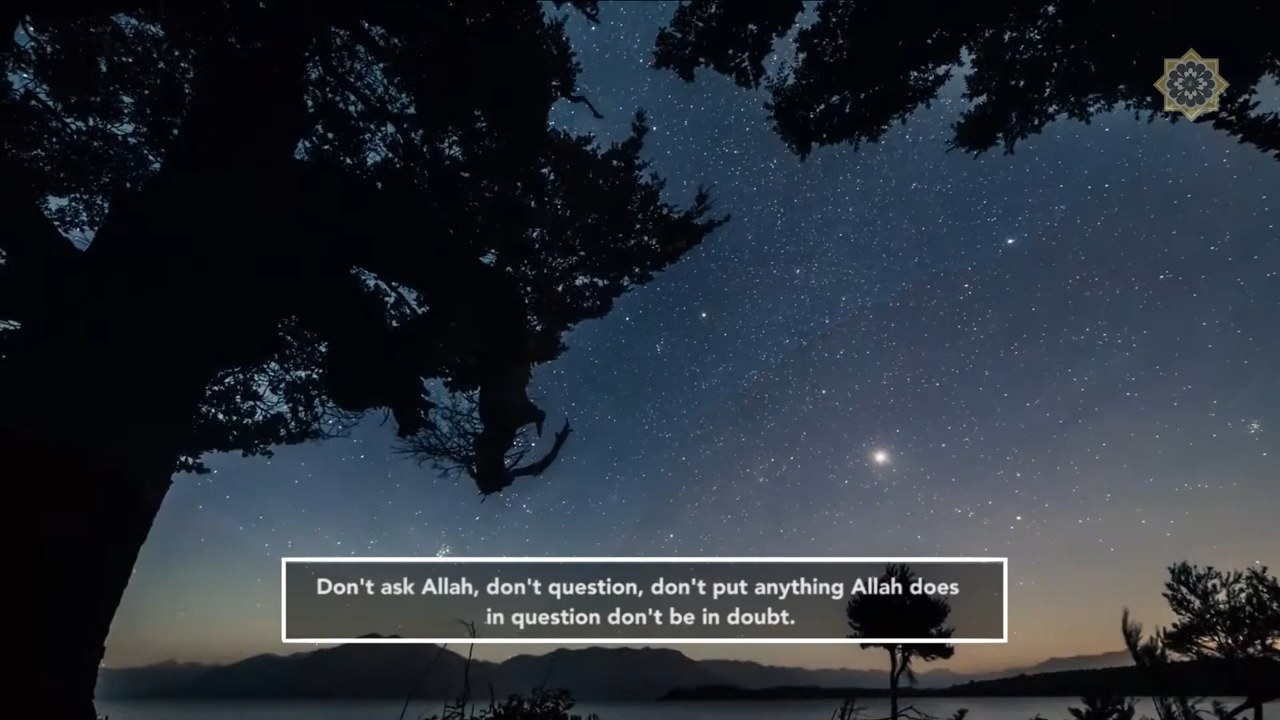 Don't ask Allah, don't question, don't put anything Allah does
in question don't be in doubt.